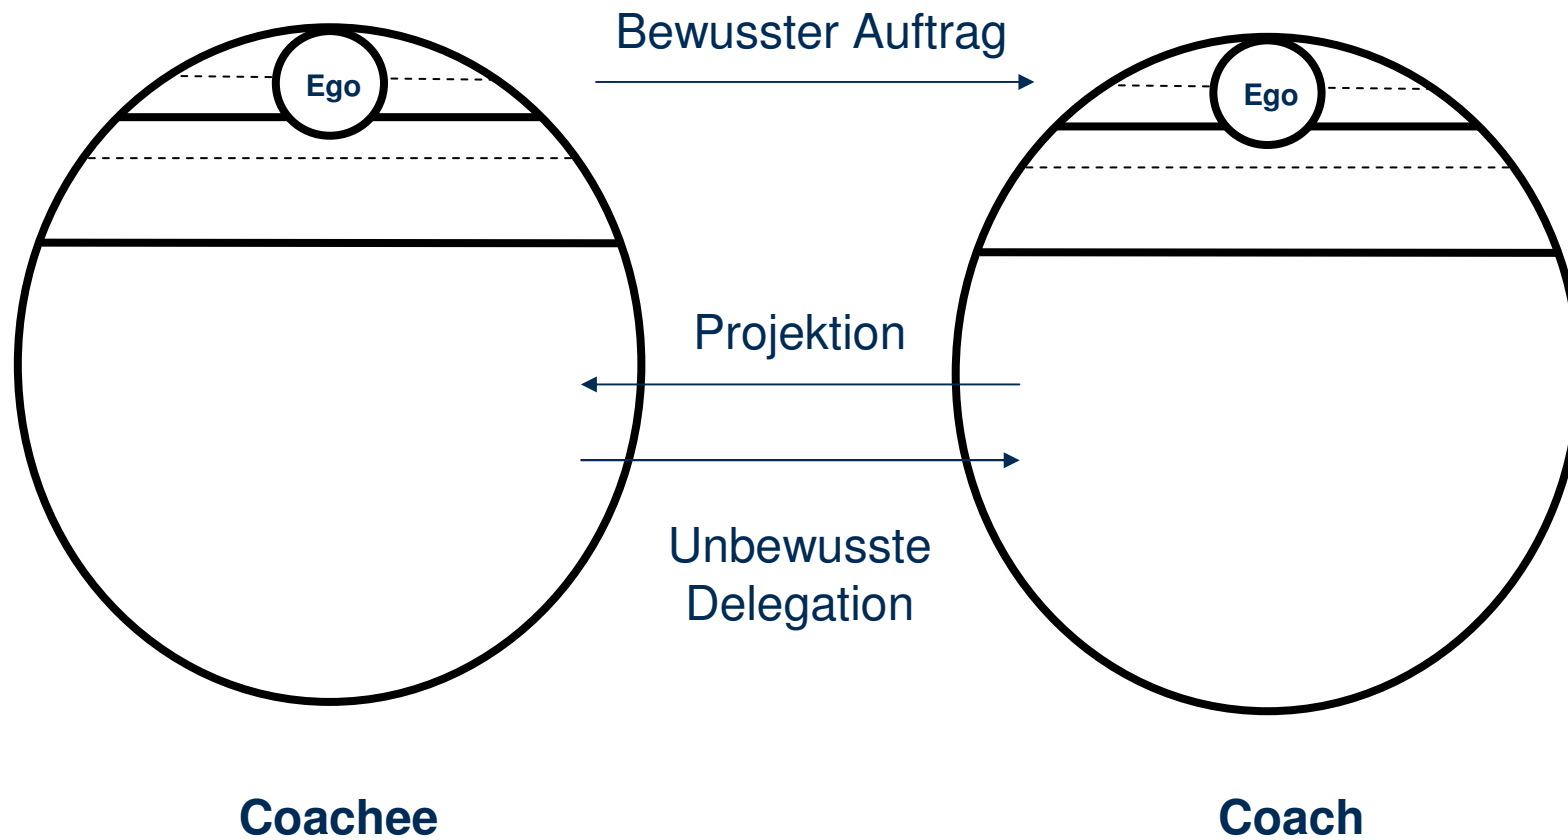 Bewusster Auftrag
Ego
Ego
Projektion
Unbewusste
Delegation
Coachee
Coach